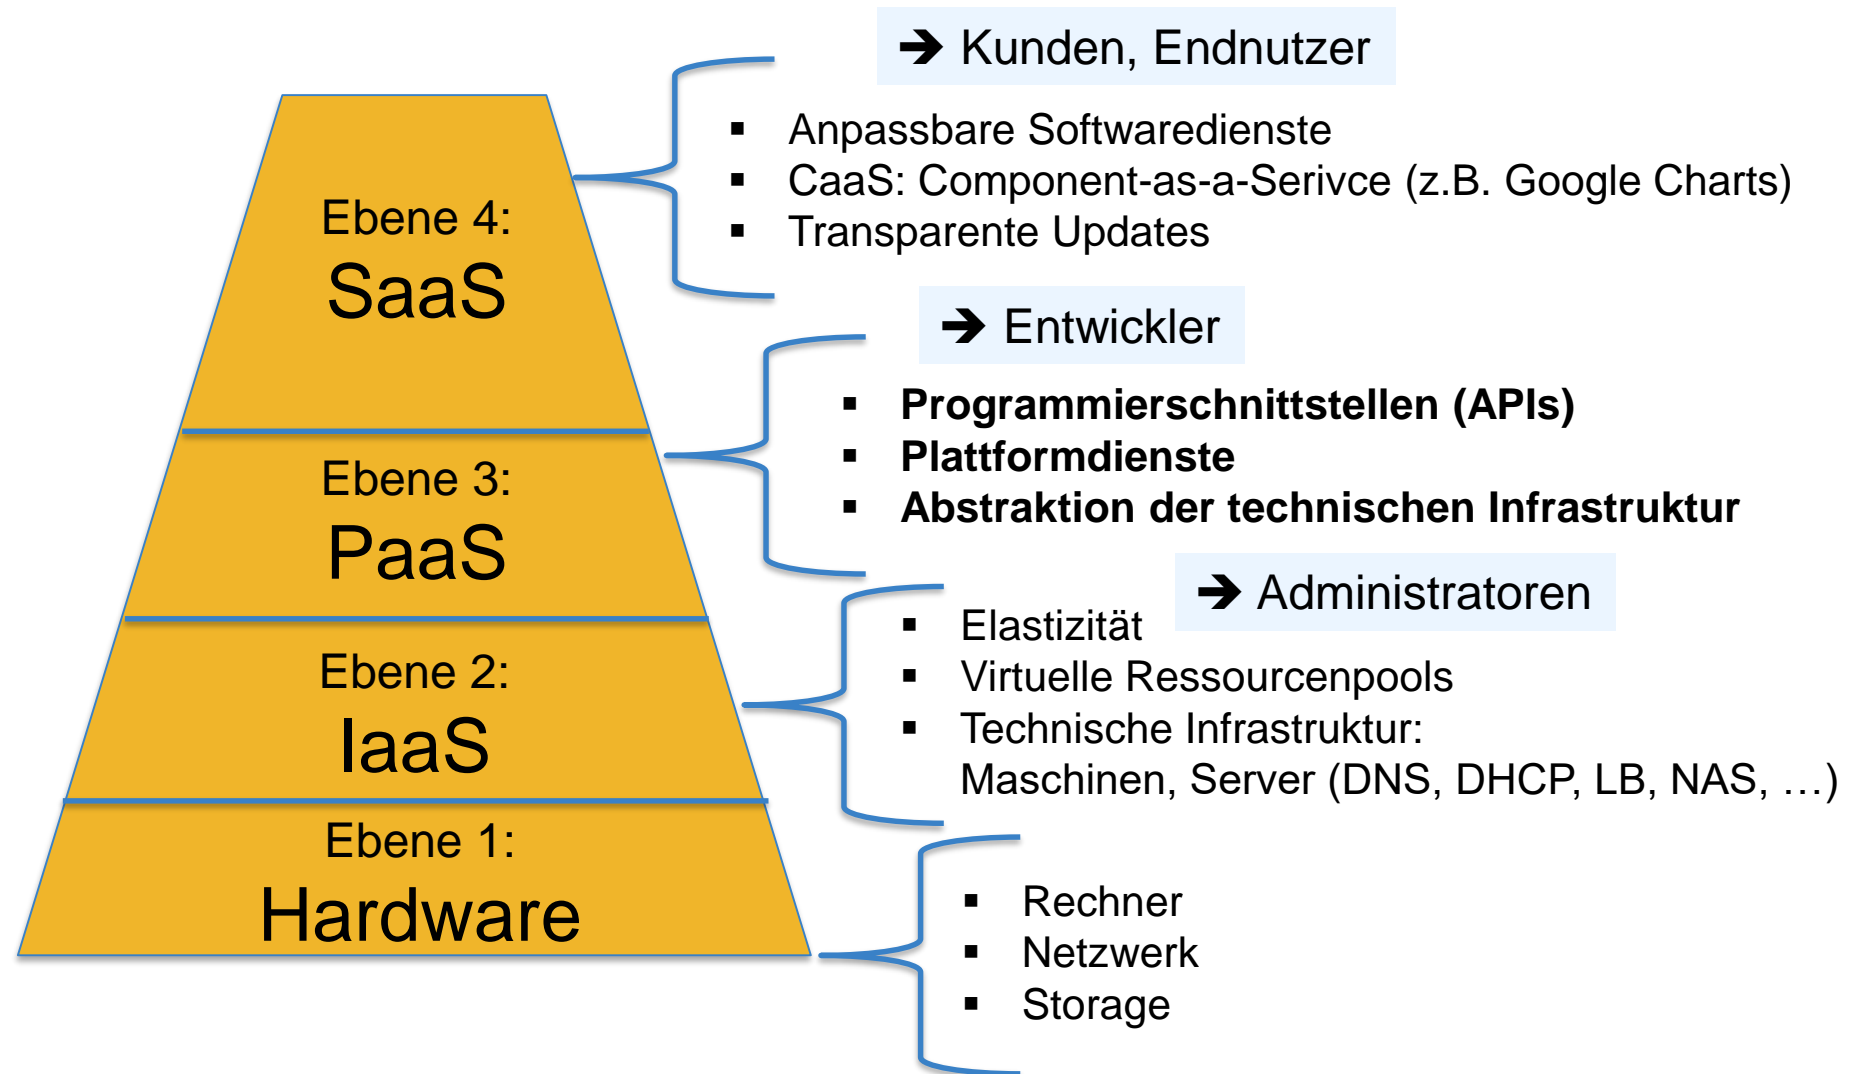 ➔ Kunden, Endnutzer
▪ Anpassbare Softwaredienste
▪ CaaS: Component-as-a-Serivce (z.B. Google Charts)
▪ Transparente Updates
Ebene 4:
SaaS
➔ Entwickler
▪ Programmierschnittstellen (APIs)
▪ Plattformdienste
▪ Abstraktion der technischen Infrastruktur
Ebene 3:
PaaS
➔ Administratoren
▪ Elastizität
▪ Virtuelle Ressourcenpools
▪ Technische Infrastruktur:
Maschinen, Server (DNS, DHCP, LB, NAS, …)
Ebene 2:
IaaS
Ebene 1:
Hardware
▪ Rechner
▪ Netzwerk
▪ Storage